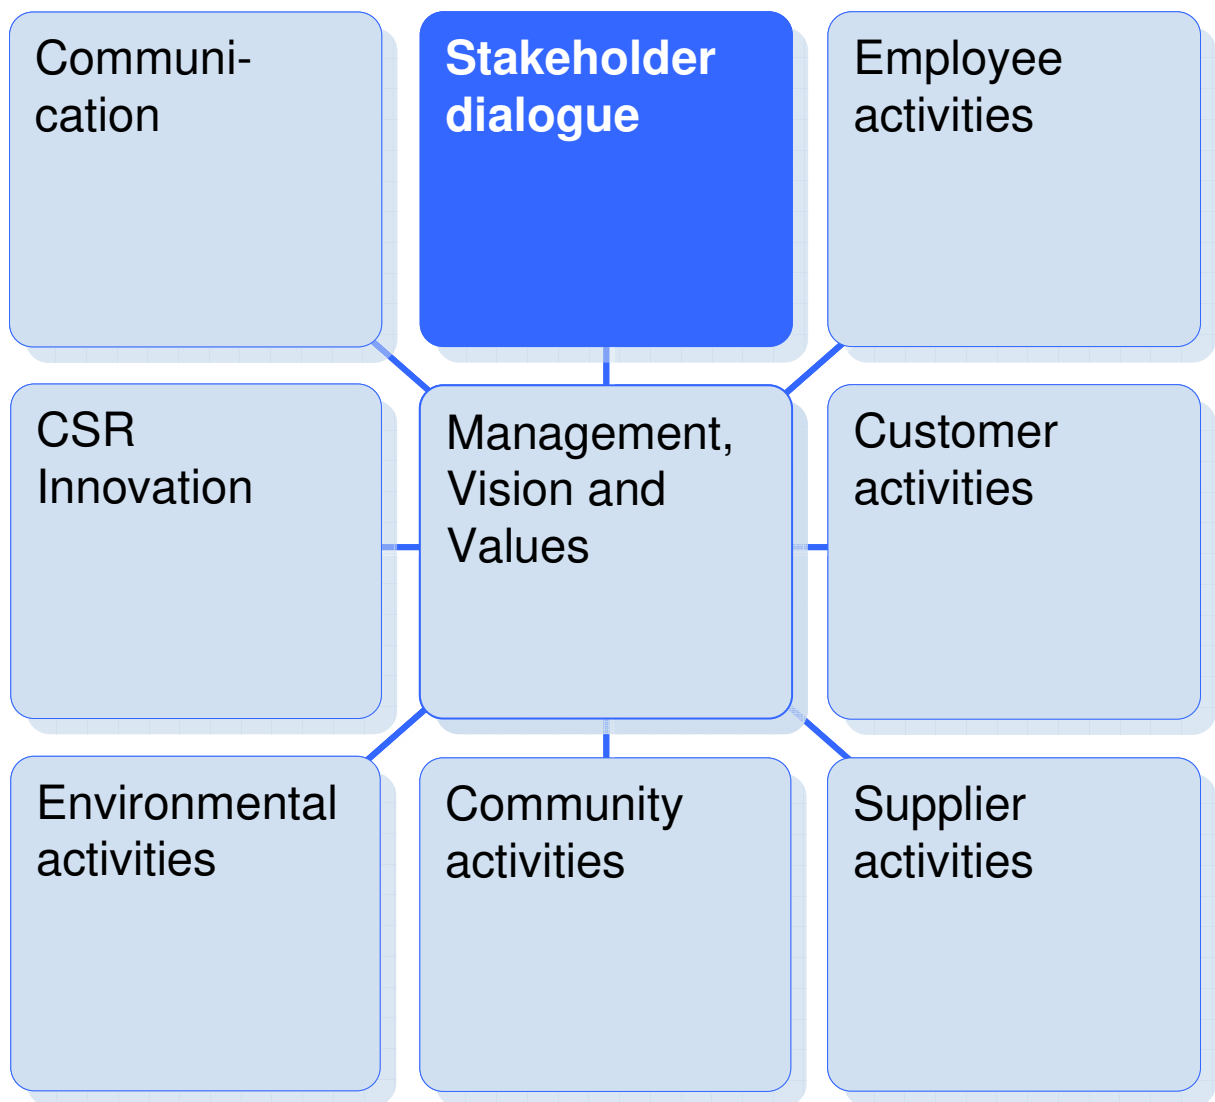 Communi-
cation
Stakeholder
dialogue
Employee
activities
CSR
Innovation
Management,
Vision and
Values
Customer
activities
Environmental
activities
Community
activities
Supplier
activities